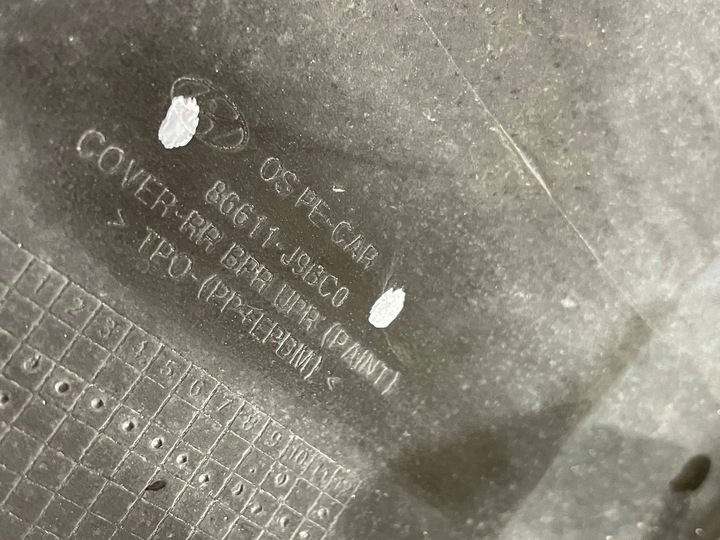 OS PE-CAR
86611-J9BC0
COVER-RR BPR UPR (PAINT)
> TPO-(PP+EPDM) <
1 2 3 4 5 6 7 8 9 10 11 12